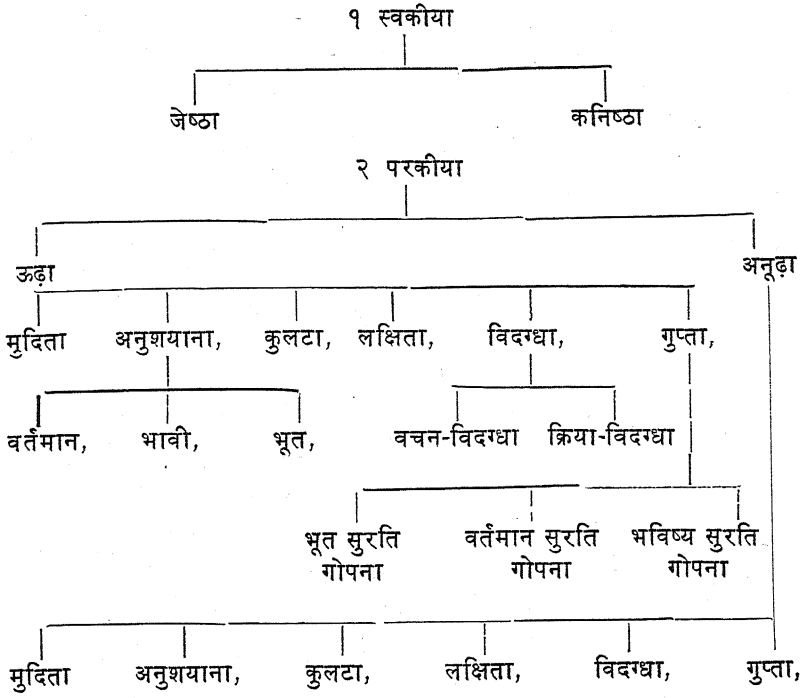 १ स्वकीया
जेष्ठा कनिष्ठा
२ परकीया
ऊढ़ा अनूढ़ा
मुदिता अनुशयाना, कुलटा, लक्षिता, विदग्धा, गुप्ता,
वर्तमान, भावी, भूत, वचन-विदग्धा क्रिया-विदग्धा
भूत सुरति वर्तमान सुरति भविष्य सुरति
गोपना गोपना गोपना
मुदिता अनुशयाना, कुलटा, लक्षिता, विदग्धा, गुप्ता,